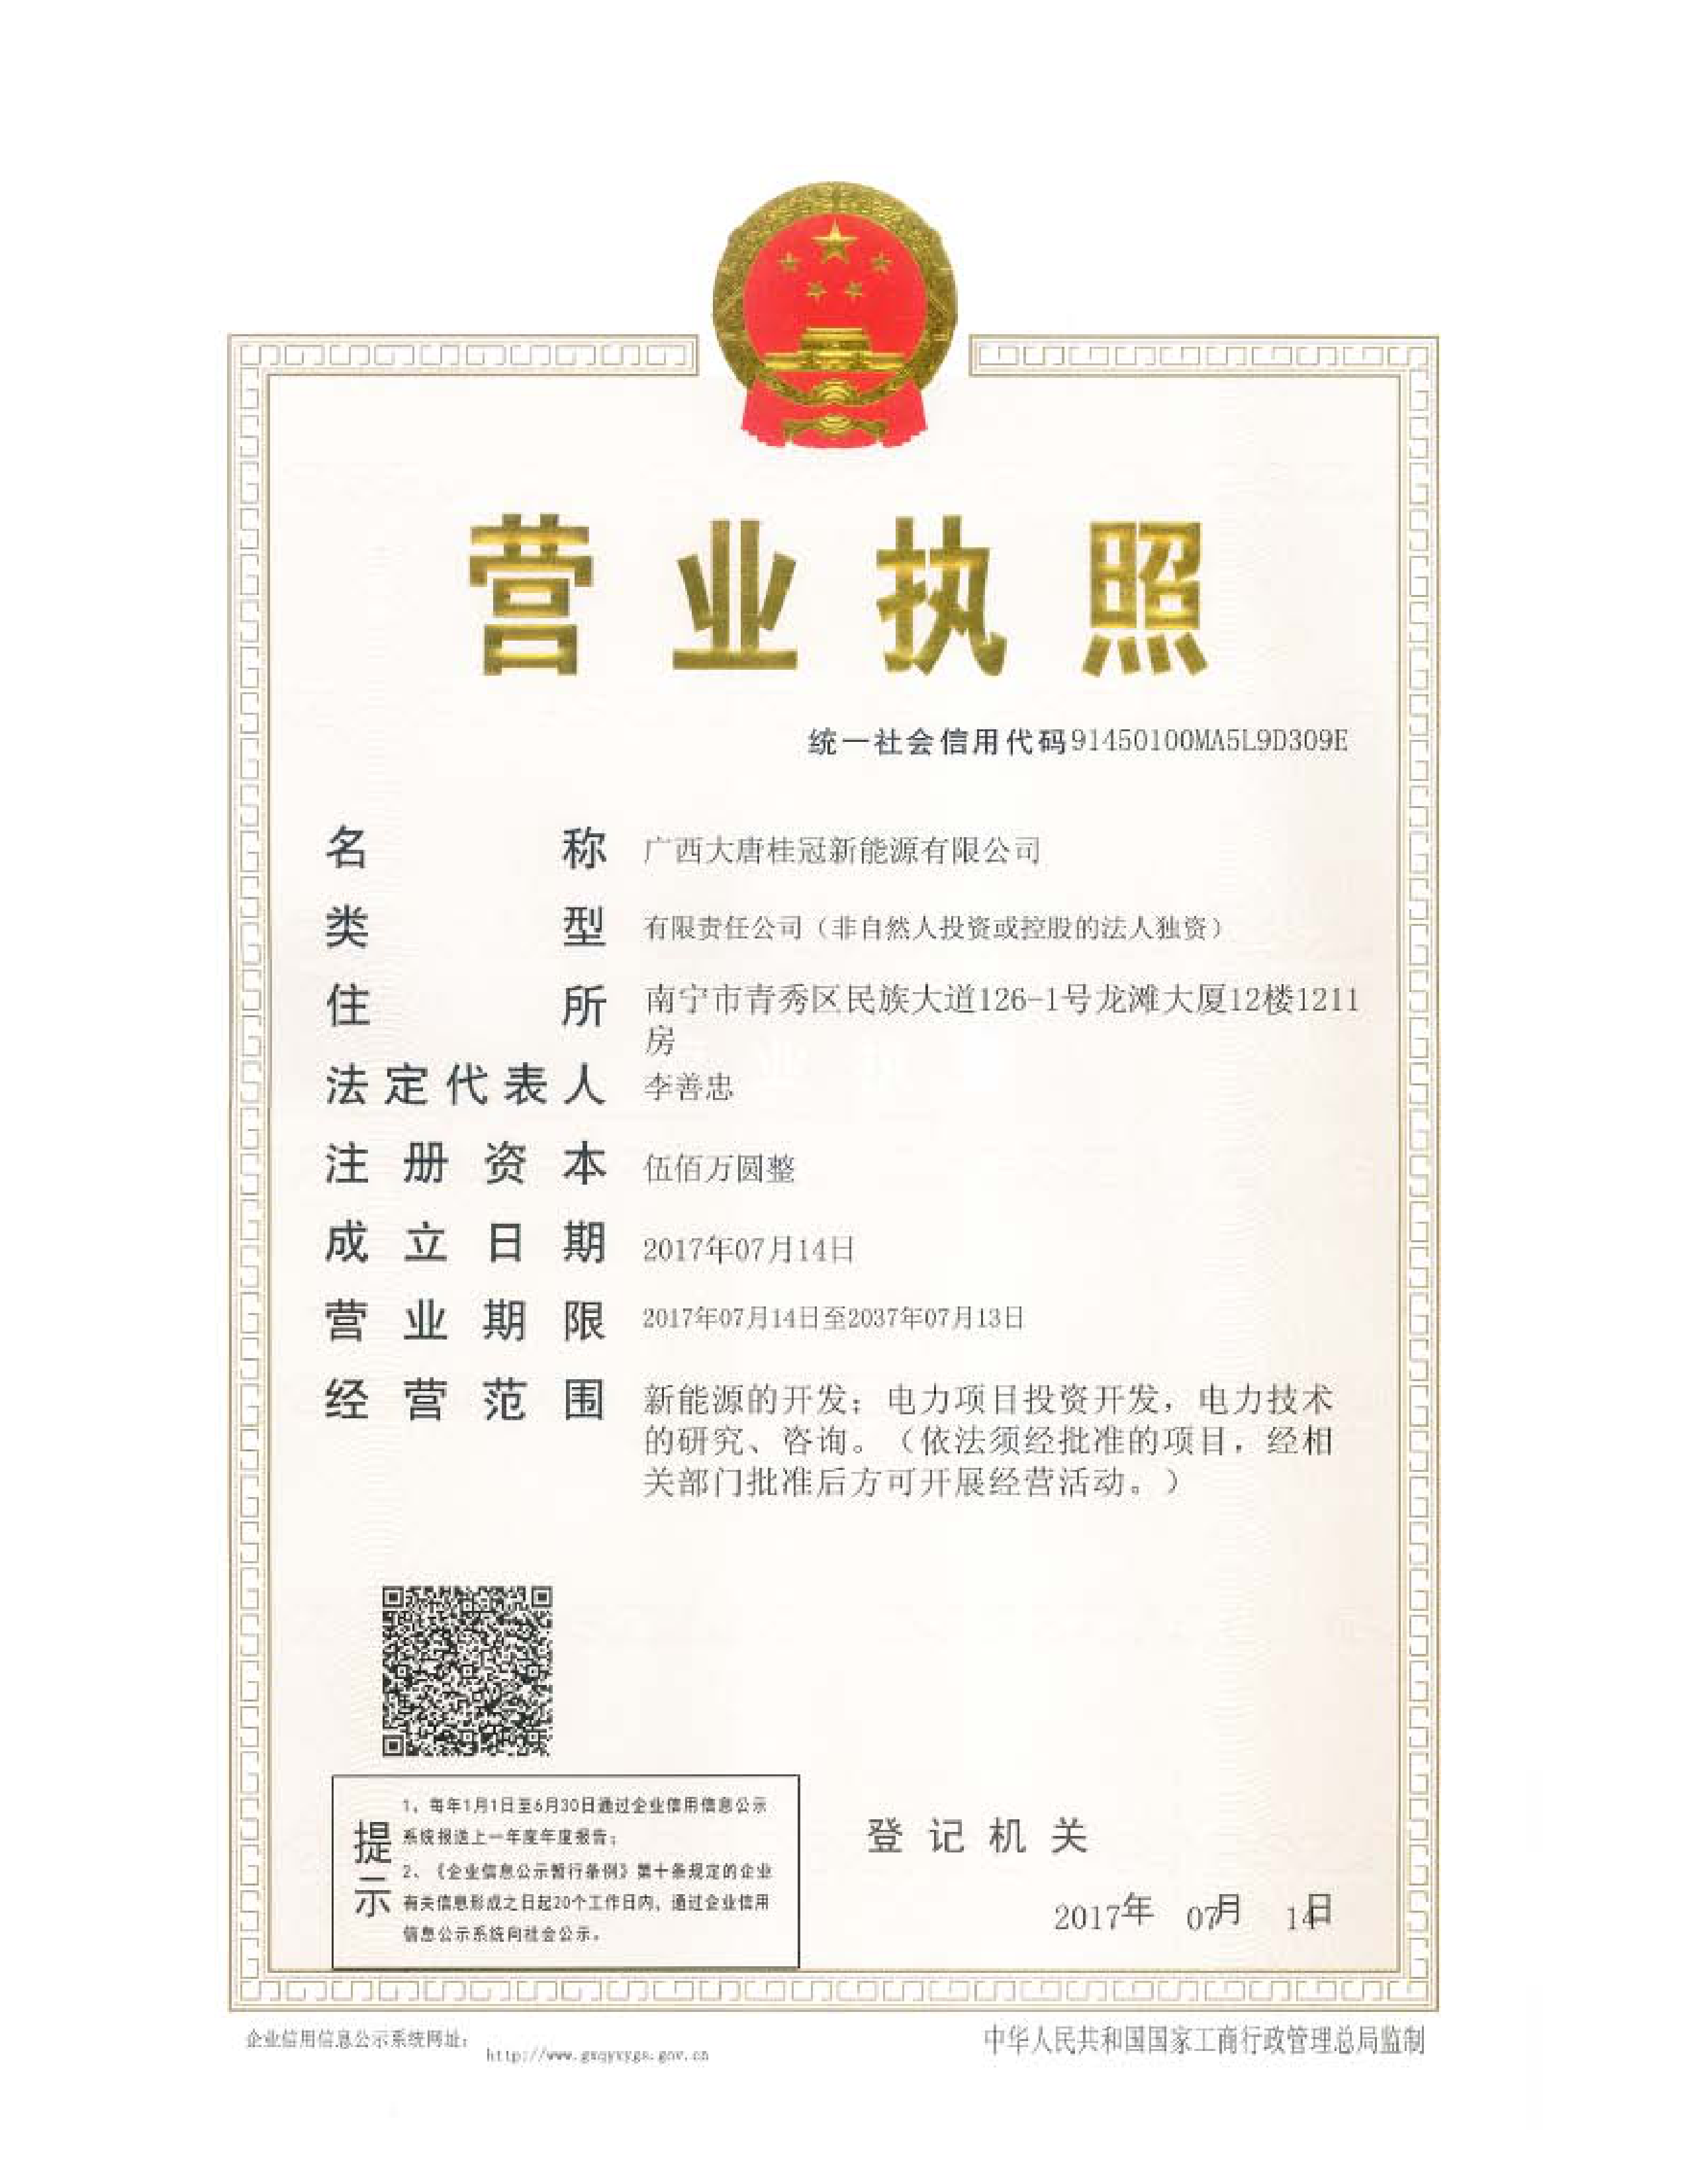 营业执照
统一社会信用代码91450100MA5L9D309E
名称 广西大唐桂冠新能源有限公司
类型 有限责任公司（非自然人投资或控股的法人独资）
住所 南宁市青秀区民族大道126-1号龙滩大厦12楼1211
房
法定代表人 李善忠
注册资本 伍佰万圆整
成立日期 2017年07月14日
营业期限 2017年07月14日至2037年07月13日
经营范围 新能源的开发；电力项目投资开发，电力技术
的研究、咨询。（依法须经批准的项目，经相
关部门批准后方可开展经营活动。）
提示
1、每年1月1日至6月30日通过企业信用信息公示
系统报送上一年度年度报告；
2、《企业信息公示暂行条例》第十条规定的企业
有关信息形成之日起20个工作日内，通过企业信用
信息公示系统向社会公示。
登记机关
2017年 07月 14日
企业信用信息公示系统网址：
http://www.gxqyxygs.gov.cn
中华人民共和国国家工商行政管理总局监制